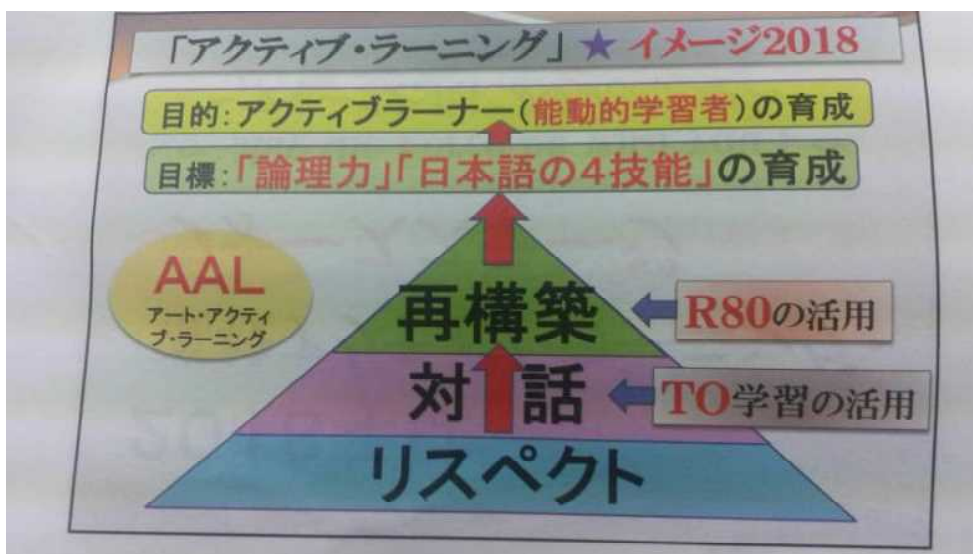 「アクティブ・ラーニング」★イメージ2018
目的:アクティブラーナー(能動的学習者)の育成
目標:「論理力」「日本語の4技能」の育成
AAL
アート・アクティ
ブ・ラーニング
再構築
R80の活用
対話
TO学習の活用
リスペクト